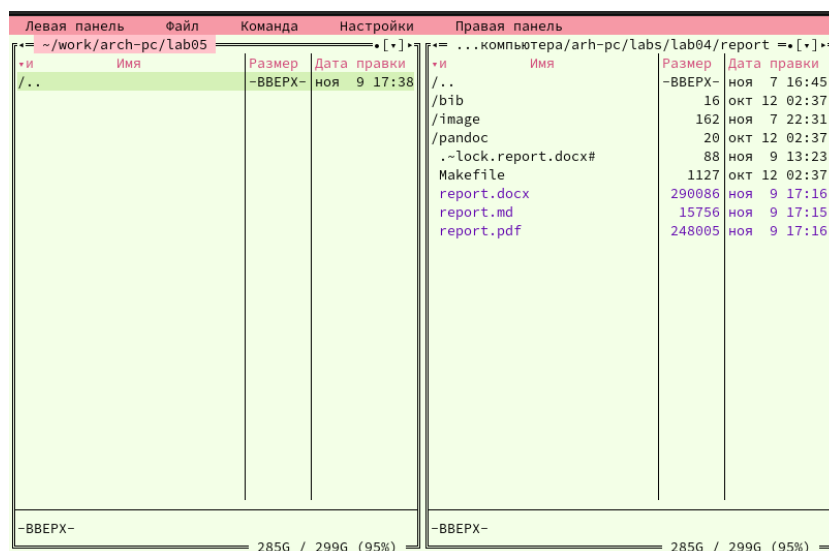 Левая панель Файл Команда Настройки Правая панель
~/work/arch-pc/lab05 [▾]
▾и Имя Размер Дата правки
/.. -ВВЕРХ- ноя 9 17:38
-ВВЕРХ-
285G / 299G (95%)
...компьютера/arh-pc/labs/lab04/report [▾]
▾и Имя Размер Дата правки
/.. -ВВЕРХ- ноя 7 16:45
/bib 16 окт 12 02:37
/image 162 ноя 7 22:31
/pandoc 20 окт 12 02:37
.~lock.report.docx# 88 ноя 9 13:23
Makefile 1127 окт 12 02:37
report.docx 290086 ноя 9 17:16
report.md 15756 ноя 9 17:15
report.pdf 248005 ноя 9 17:16
-ВВЕРХ-
285G / 299G (95%)